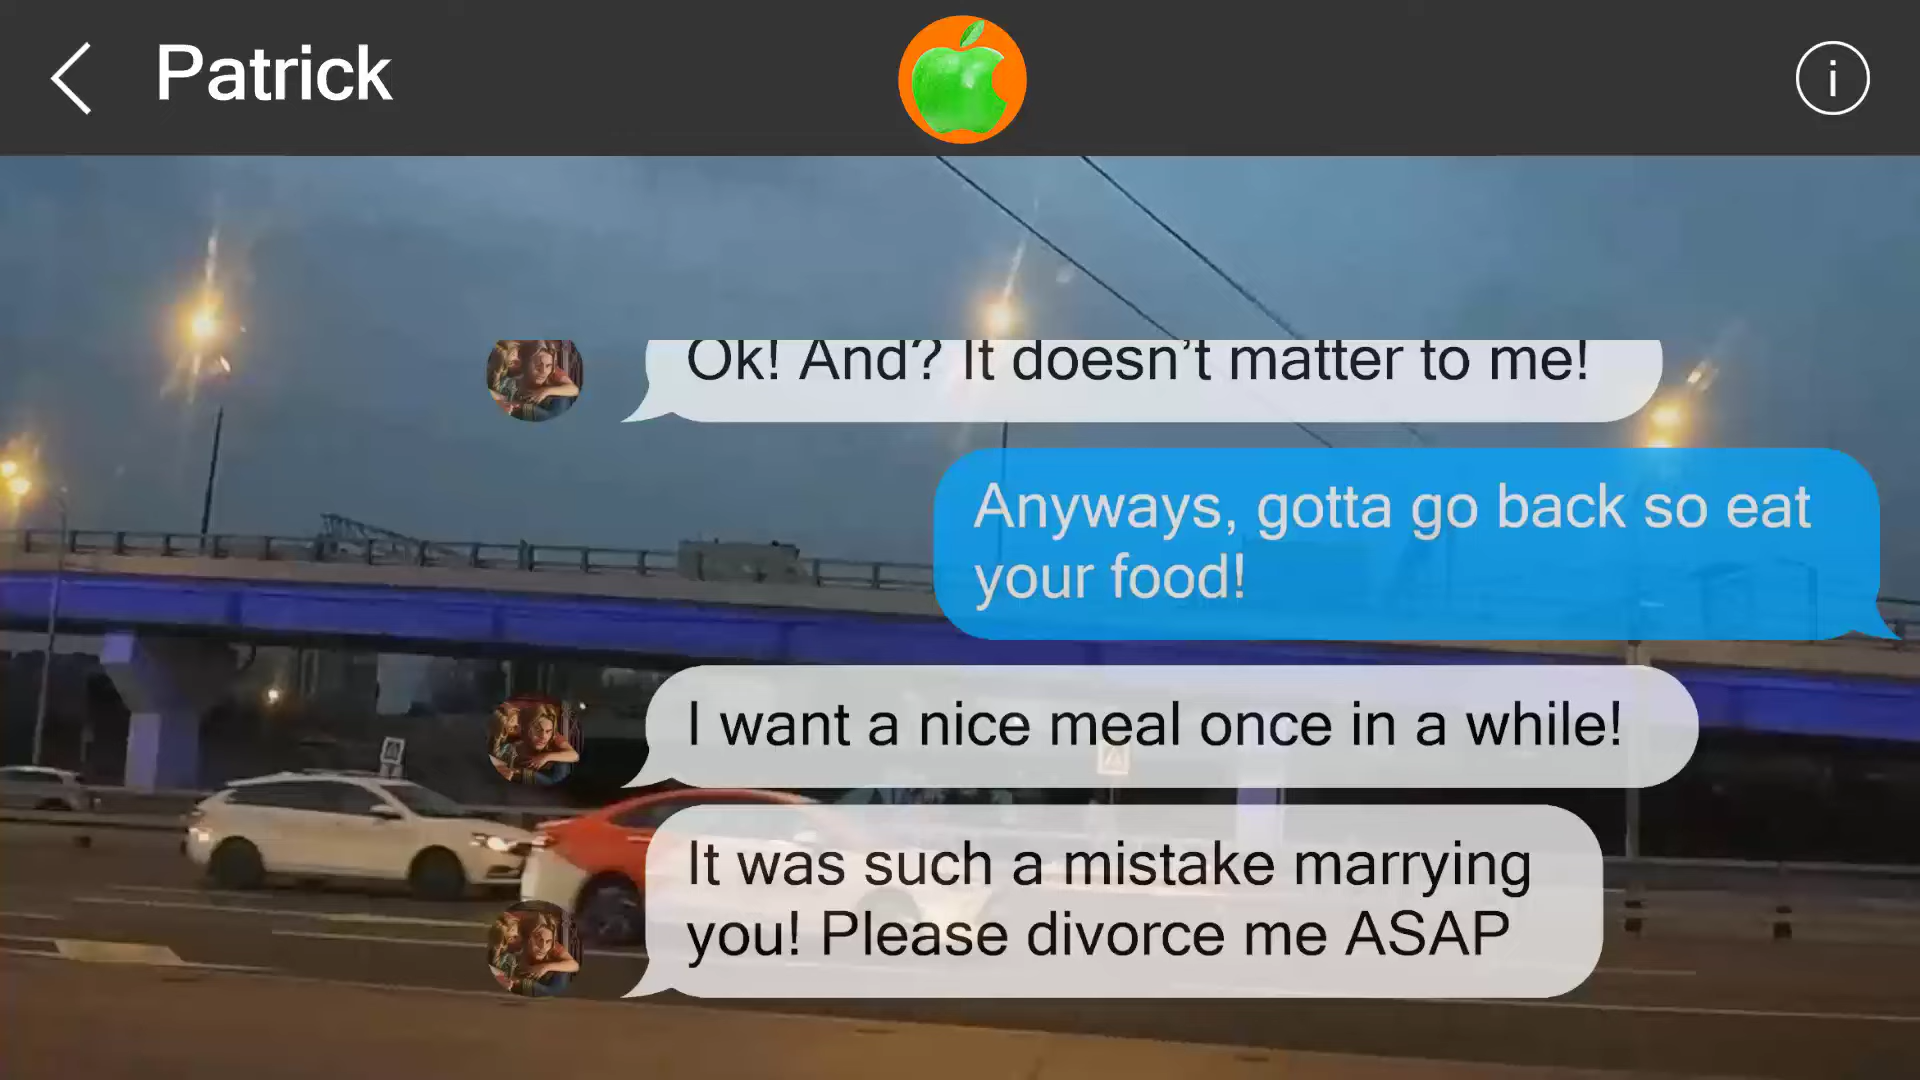 Patrick
i
Ok! And? It doesn’t matter to me!
Anyways, gotta go back so eat
your food!
I want a nice meal once in a while!
It was such a mistake marrying
you! Please divorce me ASAP